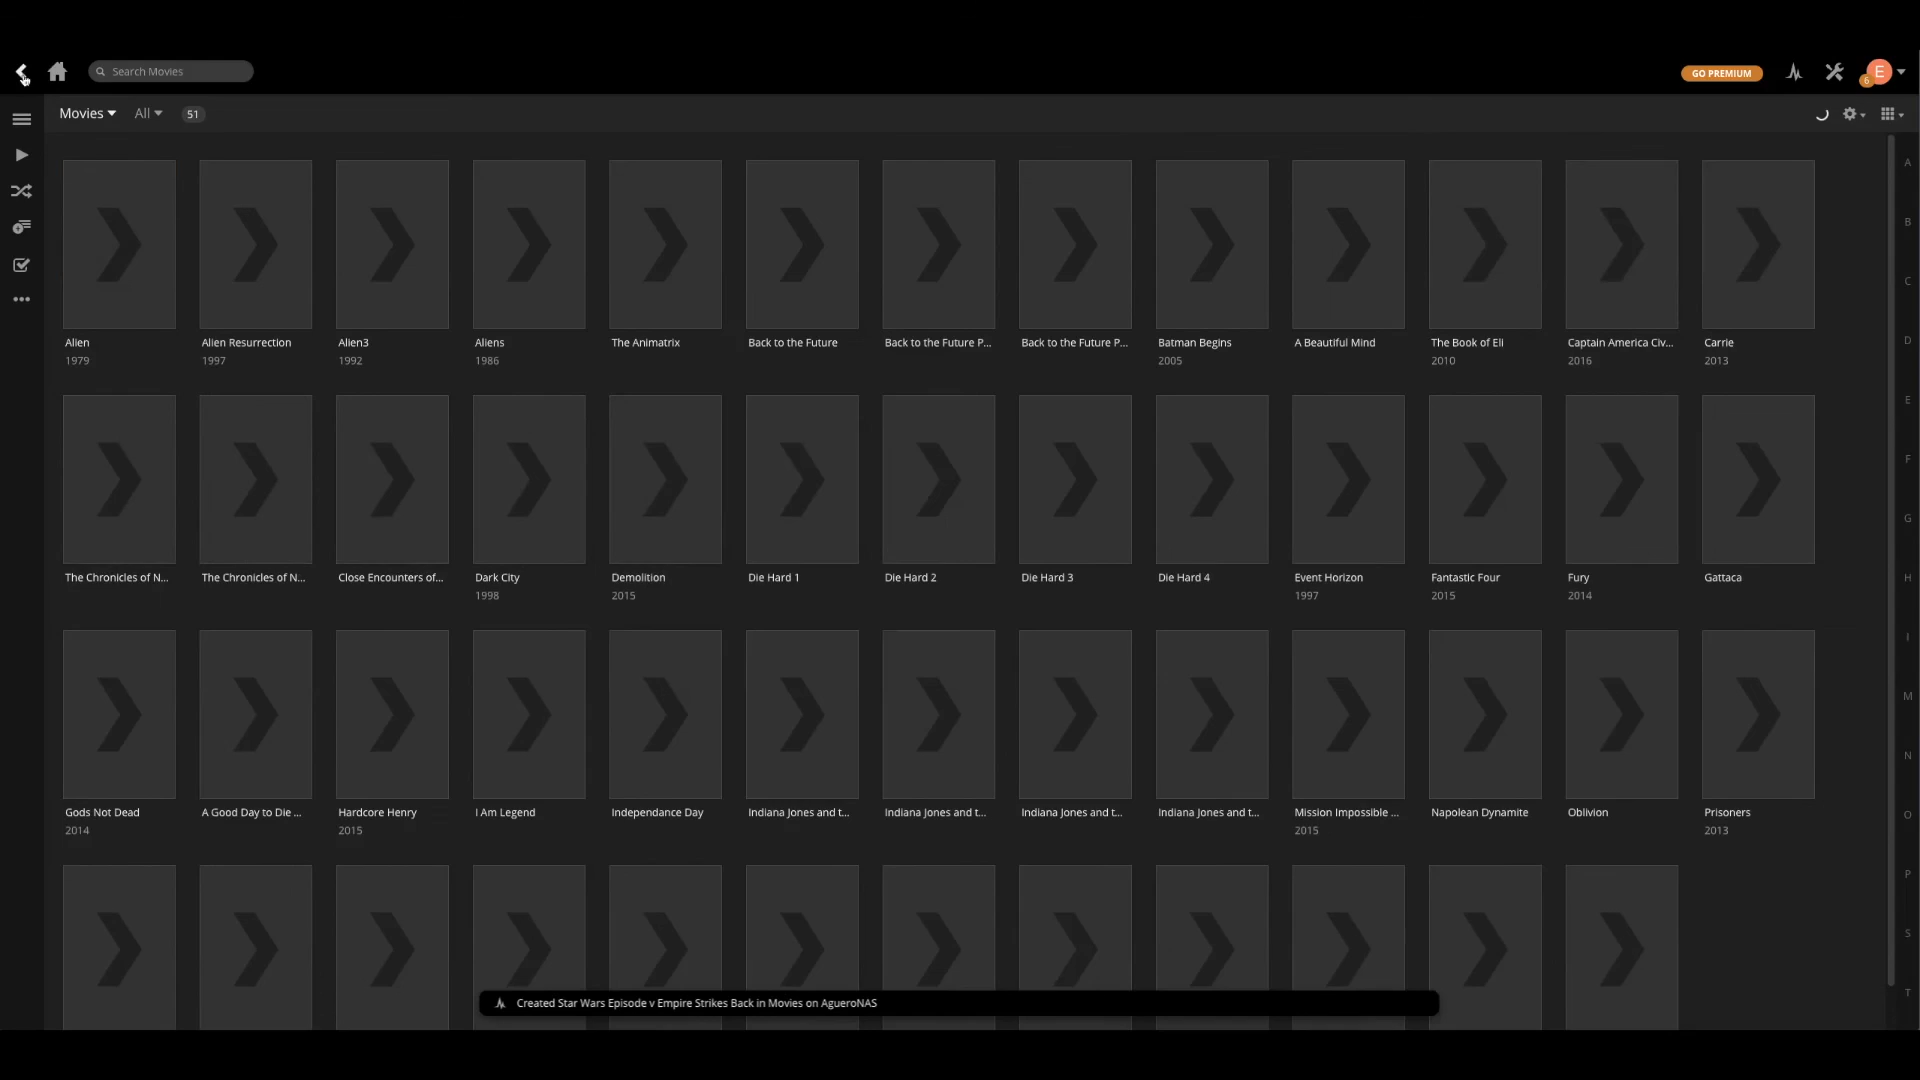 Search Movies
GO PREMIUM
E
6
Movies
All
51
Alien
1979
Alien Resurrection
1997
Alien3
1992
Aliens
1986
The Animatrix
Back to the Future
Back to the Future P...
Back to the Future P...
Batman Begins
2005
A Beautiful Mind
The Book of Eli
2010
Captain America Civ...
2016
Carrie
2013
The Chronicles of N...
The Chronicles of N...
Close Encounters of...
Dark City
1998
Demolition
2015
Die Hard 1
Die Hard 2
Die Hard 3
Die Hard 4
Event Horizon
1997
Fantastic Four
2015
Fury
2014
Gattaca
Gods Not Dead
2014
A Good Day to Die ...
Hardcore Henry
2015
I Am Legend
Independance Day
Indiana Jones and t...
Indiana Jones and t...
Indiana Jones and t...
Indiana Jones and t...
Mission Impossible ...
2015
Napolean Dynamite
Oblivion
Prisoners
2013
Created Star Wars Episode v Empire Strikes Back in Movies on AgueroNAS
A
B
C
D
E
F
G
H
I
M
N
O
P
S
T